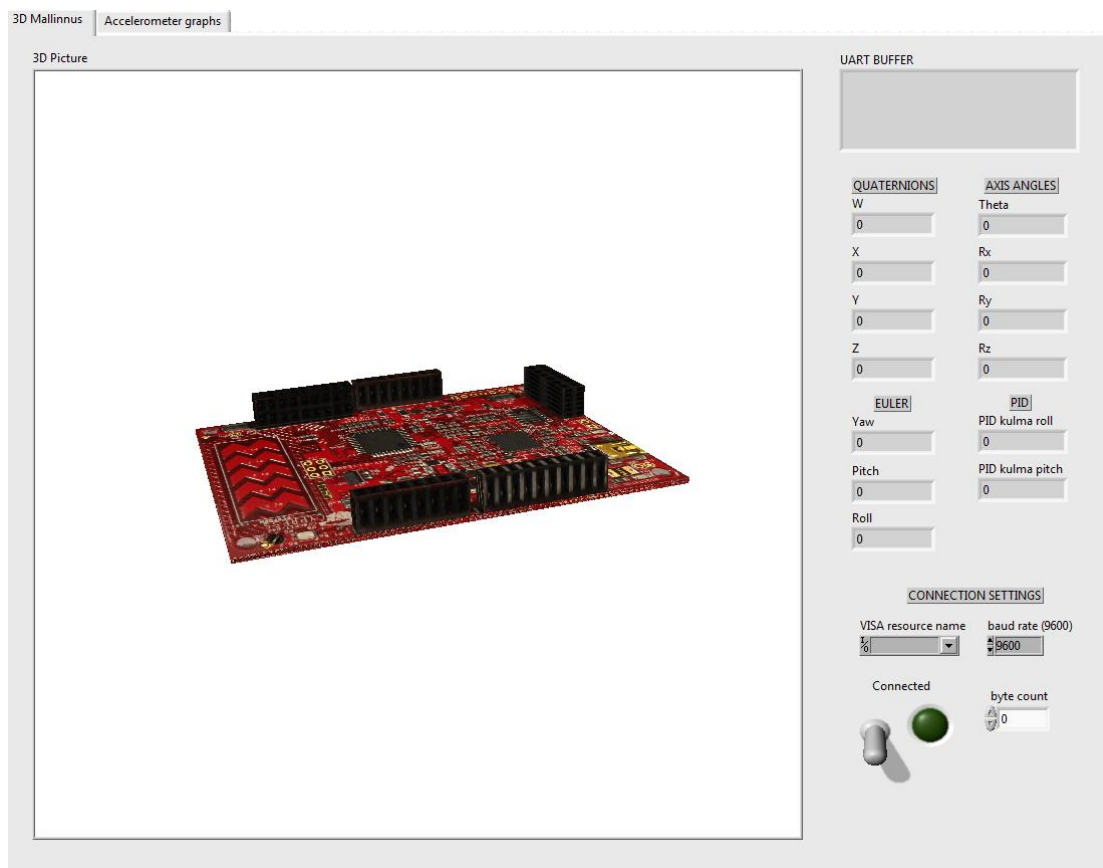 3D Mallinnus
Accelerometer graphs
3D Picture
UART BUFFER
QUATERNIONS
W
0
X
0
Y
0
Z
0
AXIS ANGLES
Theta
0
Rx
0
Ry
0
Rz
0
EULER
Yaw
0
Pitch
0
Roll
0
PID
PID kulma roll
0
PID kulma pitch
0
CONNECTION SETTINGS
VISA resource name
I/O
baud rate (9600)
9600
Connected
byte count
0